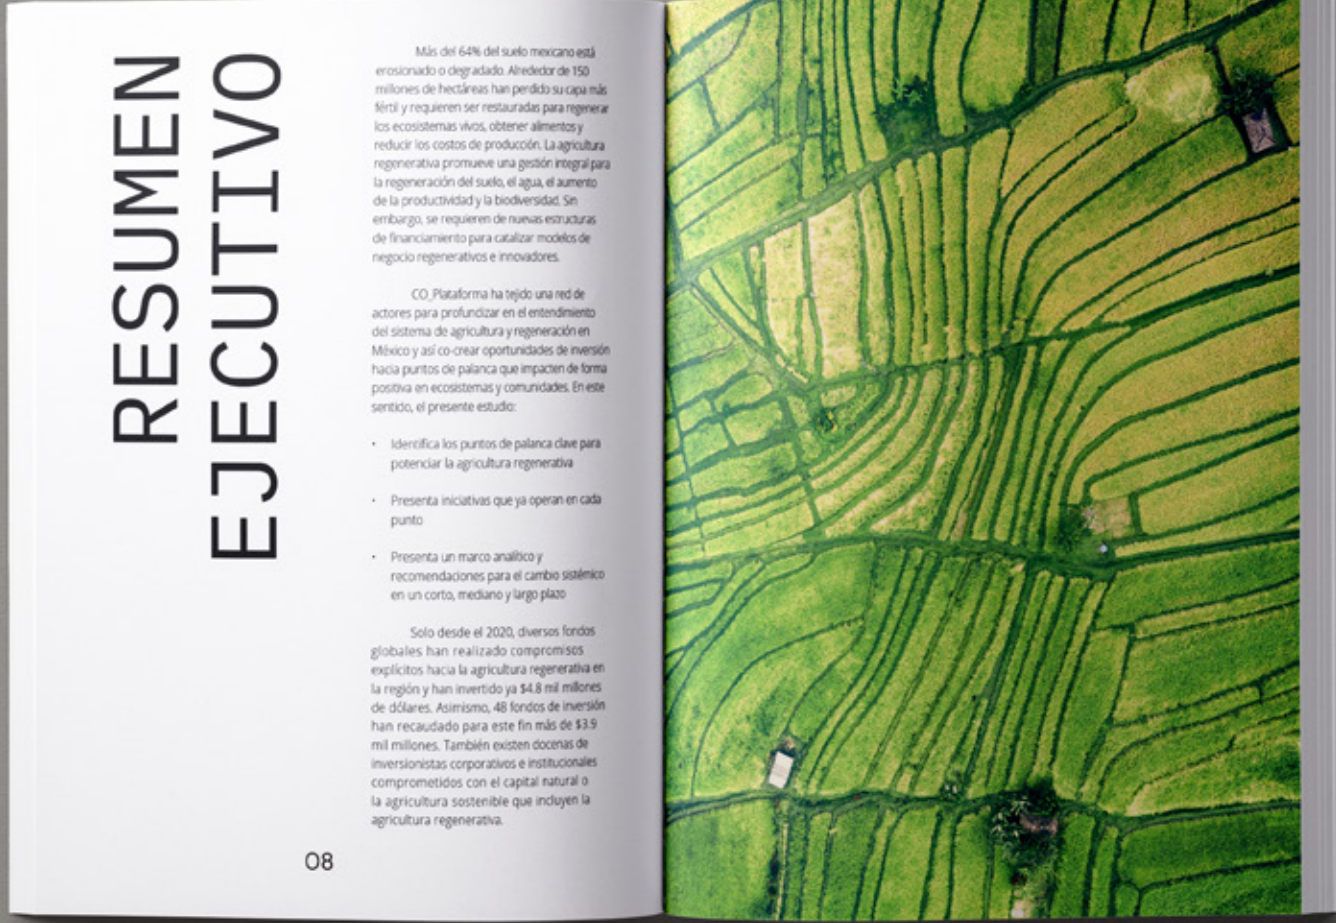 RESUMEN
EJECUTIVO
Más del 64% del suelo mexicano está
erosionado o degradado. Alrededor de 150
millones de hectáreas han perdido su capa más
fértil y requieren ser restauradas para regenerar
los ecosistemas vivos, obtener alimentos y
reducir los costos de producción. La agricultura
regenerativa promueve una gestión integral para
la regeneración del suelo, el agua, el aumento
de la productividad y la biodiversidad. Sin
embargo, se requieren de nuevas estructuras
de financiamiento para catalizar modelos de
negocio regenerativos e innovadores.
CO_Plataforma ha tejido una red de
actores para profundizar en el entendimiento
del sistema de agricultura y regeneración en
México y así co-crear oportunidades de inversión
hacia puntos de palanca que impacten de forma
positiva en ecosistemas y comunidades. En este
sentido, el presente estudio:
• Identifica los puntos de palanca clave para
potenciar la agricultura regenerativa
• Presenta iniciativas que ya operan en cada
punto
• Presenta un marco analítico y
recomendaciones para el cambio sistémico
en un corto, mediano y largo plazo
Solo desde el 2020, diversos fondos
globales han realizado compromisos
explícitos hacia la agricultura regenerativa en
la región y han invertido ya $4.8 mil millones
de dólares. Asimismo, 48 fondos de inversión
han recaudado para este fin más de $3.9
mil millones. También existen docenas de
inversionistas corporativos e institucionales
comprometidos con el capital natural o
la agricultura sostenible que incluyen la
agricultura regenerativa.
08